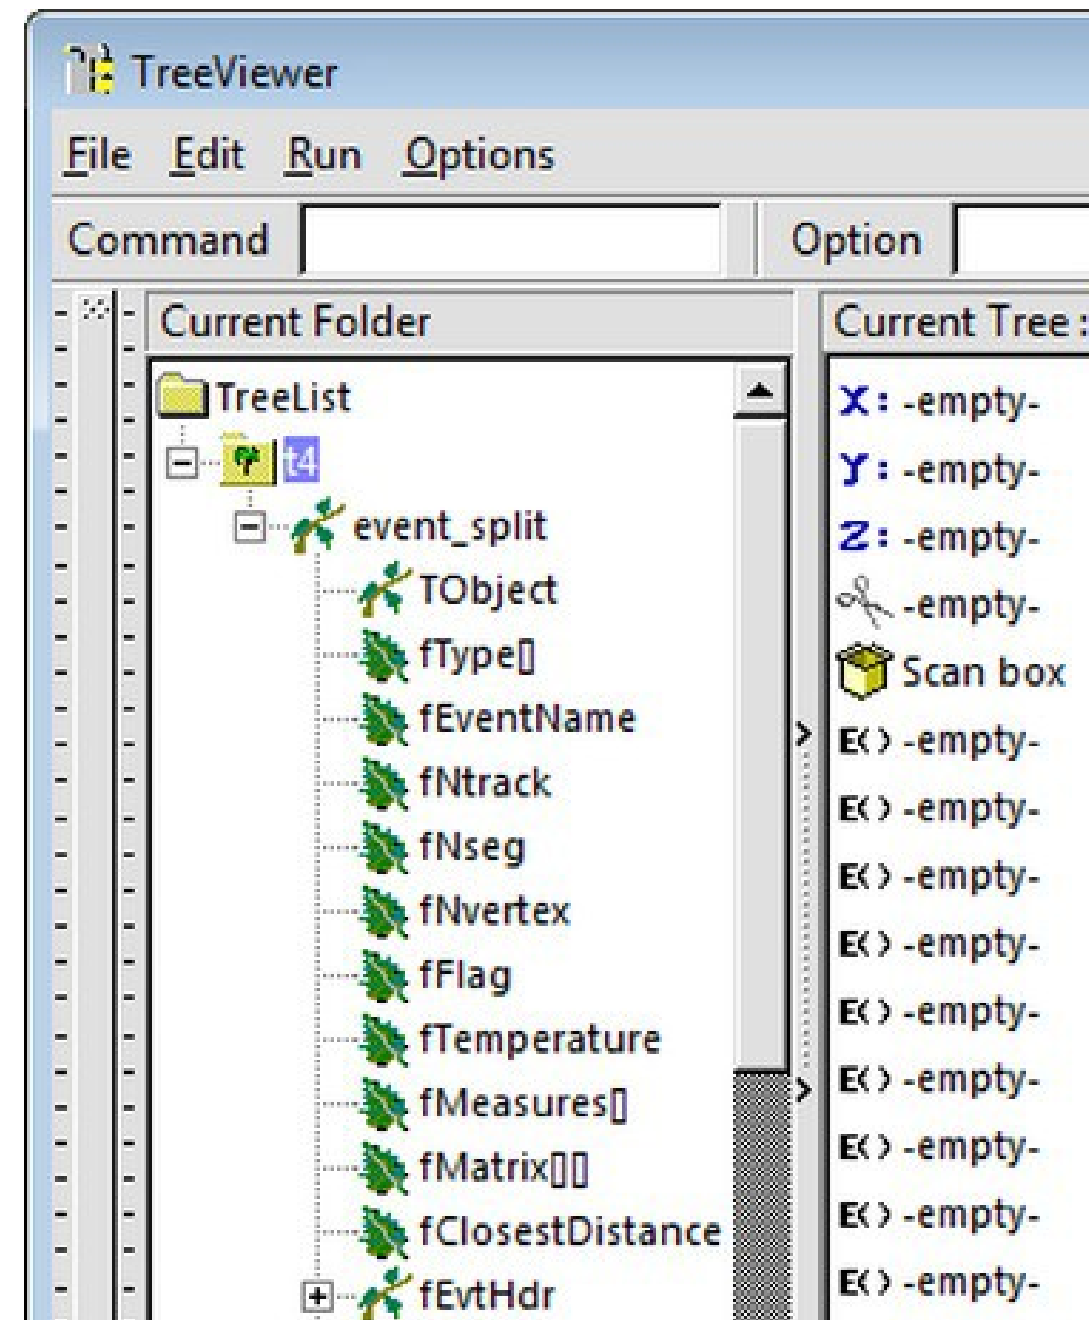 TreeViewer
File Edit Run Options
Command Option
Current Folder
TreeList
t4
event_split
TObject
fType[]
fEventName
fNtrack
fNseg
fNvertex
fFlag
fTemperature
fMeasures[]
fMatrix[][]
fClosestDistance
fEvtHdr
Current Tree :
X: -empty-
Y: -empty-
Z: -empty-
-empty-
Scan box
E() -empty-
E() -empty-
E() -empty-
E() -empty-
E() -empty-
E() -empty-
E() -empty-
E() -empty-
E() -empty-